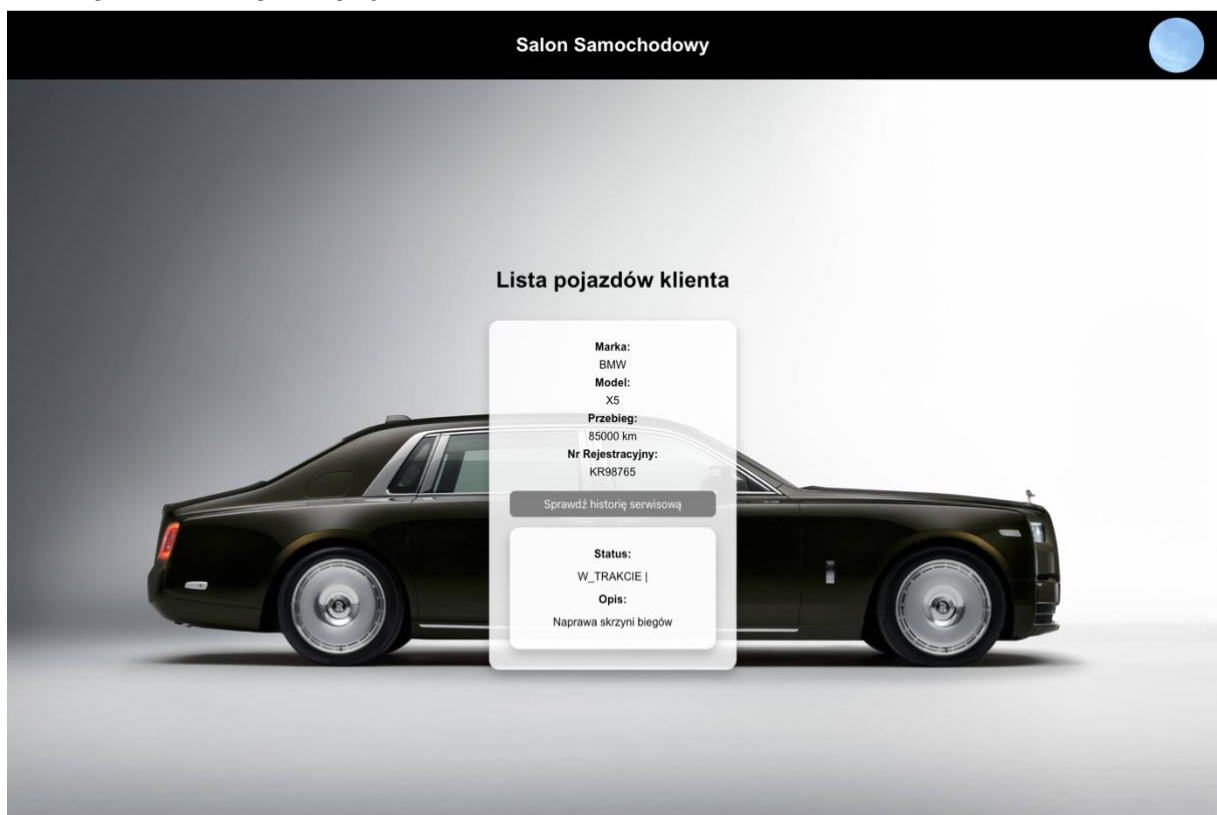 Salon Samochodowy
Lista pojazdów klienta
Marka:
BMW
Model:
X5
Przebieg:
85000 km
Nr Rejestracyjny:
KR98765
Sprawdź historię serwisową
Status:
W_TRAKCIE |
Opis:
Naprawa skrzyni biegów